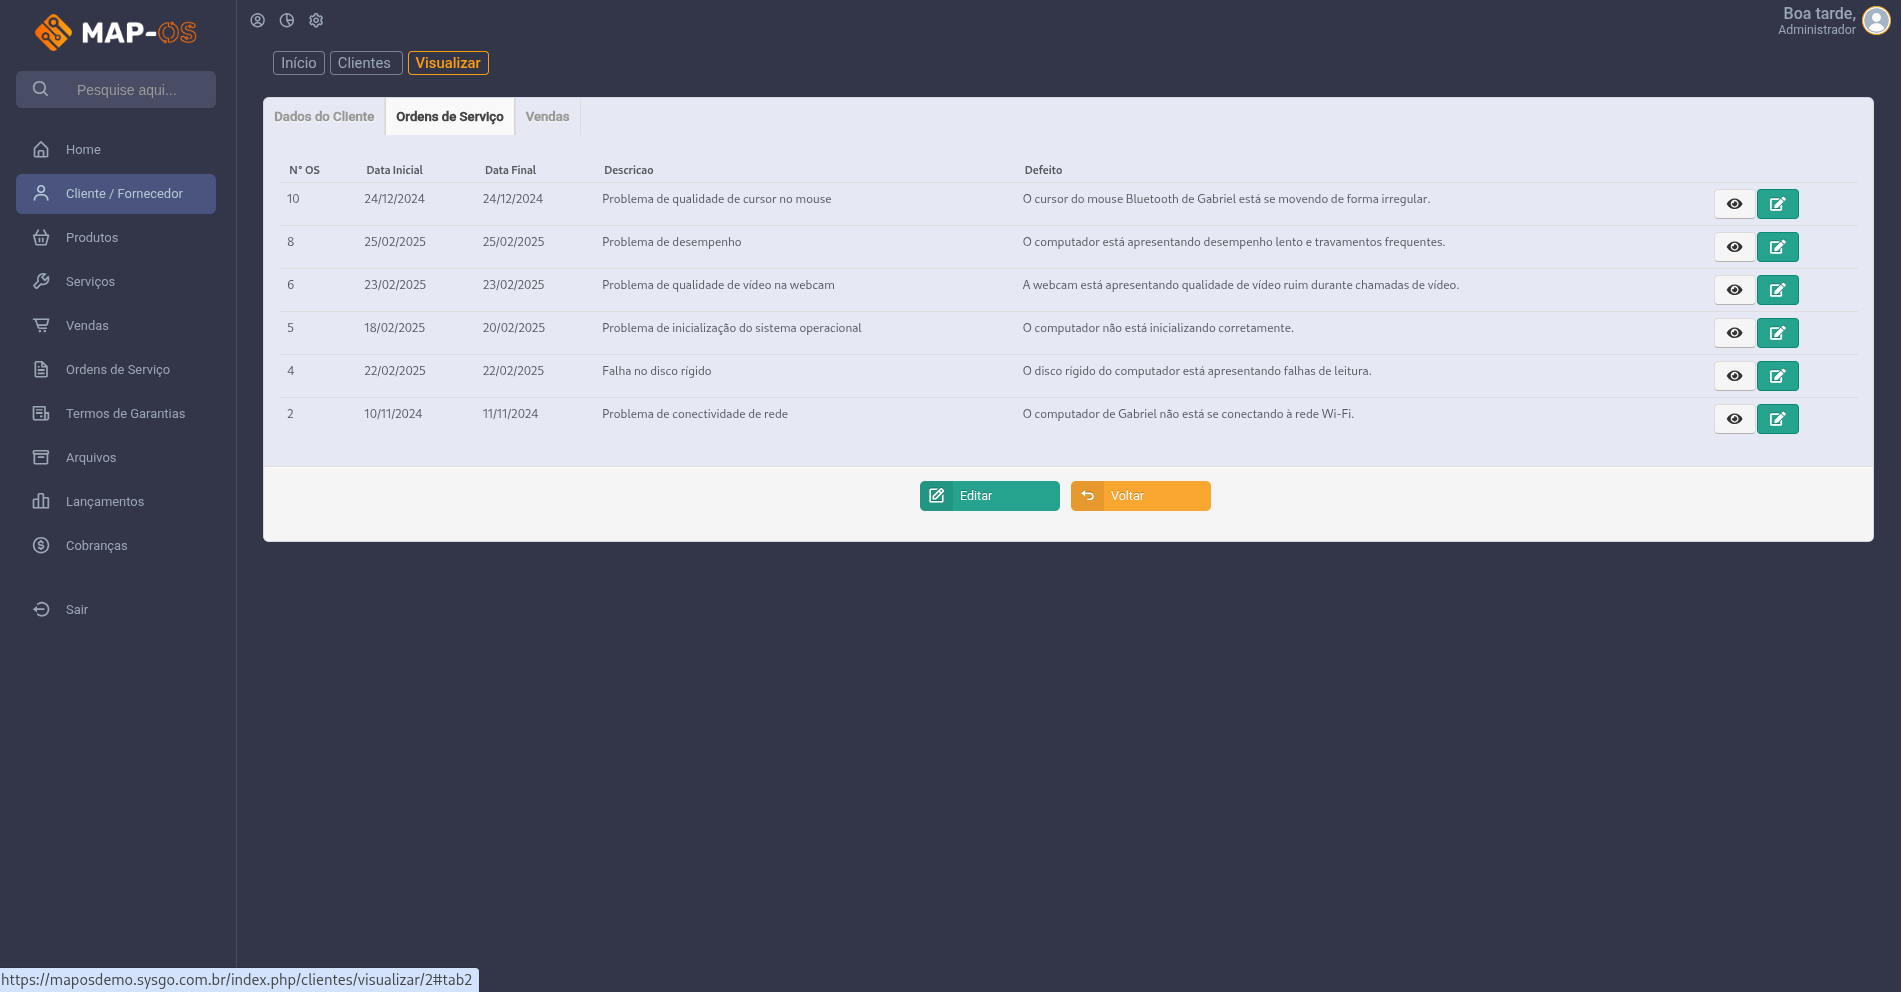 MAP-OS
Boa tarde,
Administrador
Início Clientes Visualizar
Pesquise aqui...
Home
Cliente / Fornecedor
Produtos
Serviços
Vendas
Ordens de Serviço
Termos de Garantias
Arquivos
Lançamentos
Cobranças
Sair
Dados do Cliente Ordens de Serviço Vendas
N° OS Data Inicial Data Final Descricao Defeito
10 24/12/2024 24/12/2024 Problema de qualidade de cursor no mouse O cursor do mouse Bluetooth de Gabriel está se movendo de forma irregular.
8 25/02/2025 25/02/2025 Problema de desempenho O computador está apresentando desempenho lento e travamentos frequentes.
6 23/02/2025 23/02/2025 Problema de qualidade de vídeo na webcam A webcam está apresentando qualidade de vídeo ruim durante chamadas de vídeo.
5 18/02/2025 20/02/2025 Problema de inicialização do sistema operacional O computador não está inicializando corretamente.
4 22/02/2025 22/02/2025 Falha no disco rígido O disco rígido do computador está apresentando falhas de leitura.
2 10/11/2024 11/11/2024 Problema de conectividade de rede O computador de Gabriel não está se conectando à rede Wi-Fi.
Editar Voltar
https://maposdemo.sysgo.com.br/index.php/clientes/visualizar/2#tab2